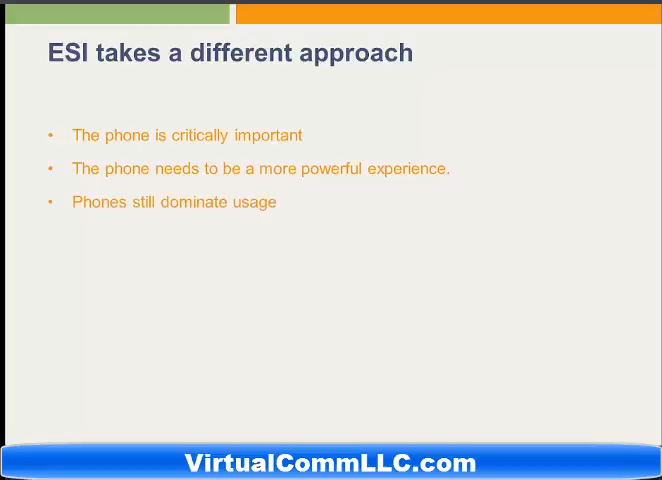 ESI takes a different approach
• The phone is critically important
• The phone needs to be a more powerful experience.
• Phones still dominate usage
VirtualCommLLC.com